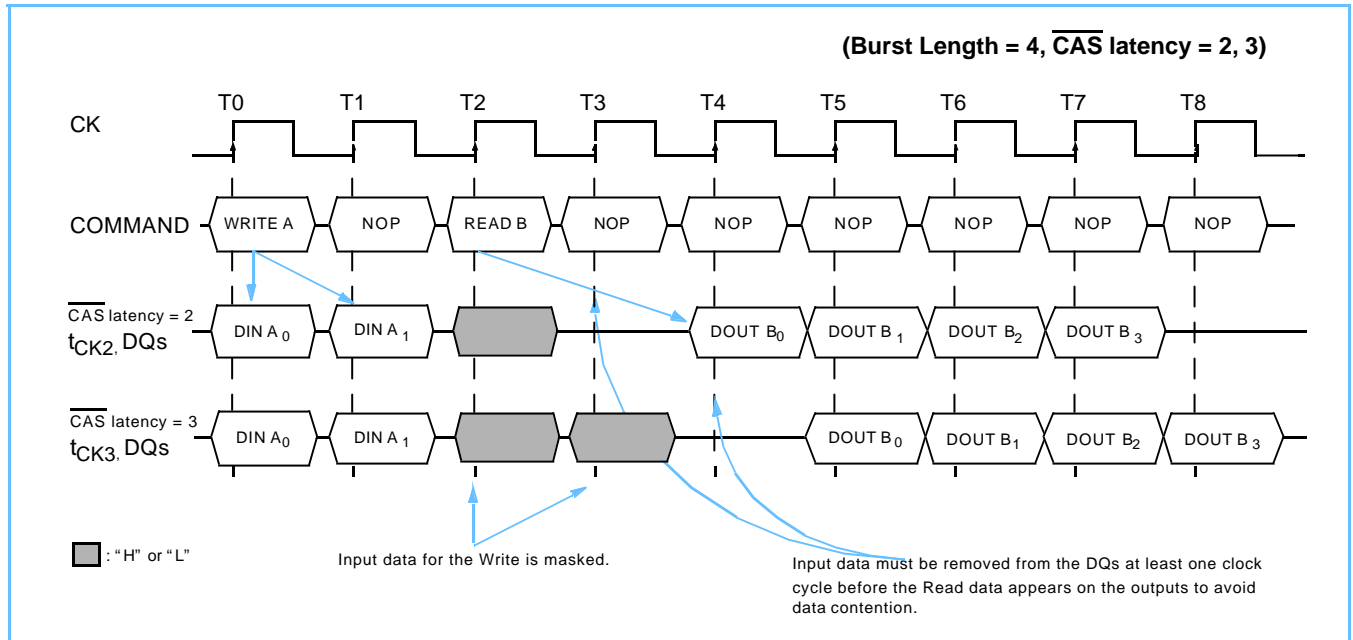 (Burst Length = 4, CAS latency = 2, 3)
T0 T1 T2 T3 T4 T5 T6 T7 T8
CK
COMMAND WRITE A NOP READ B NOP NOP NOP NOP NOP NOP
CAS latency = 2
tCK2, DQs DIN A0 DIN A1 DOUT B0 DOUT B1 DOUT B2 DOUT B3
CAS latency = 3
tCK3, DQs DIN A0 DIN A1 DOUT B0 DOUT B1 DOUT B2 DOUT B3
: “H” or “L”
Input data for the Write is masked.
Input data must be removed from the DQs at least one clock
cycle before the Read data appears on the outputs to avoid
data contention.